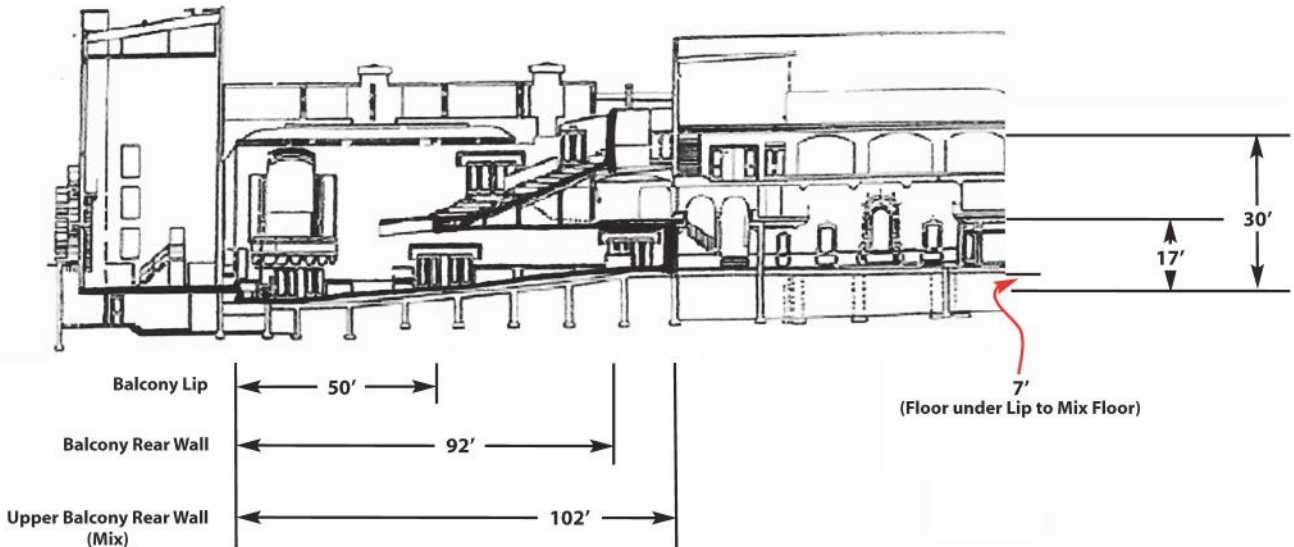 30’
17’
7’
(Floor under Lip to Mix Floor)
Balcony Lip
50’
Balcony Rear Wall
92’
Upper Balcony Rear Wall
(Mix)
102’